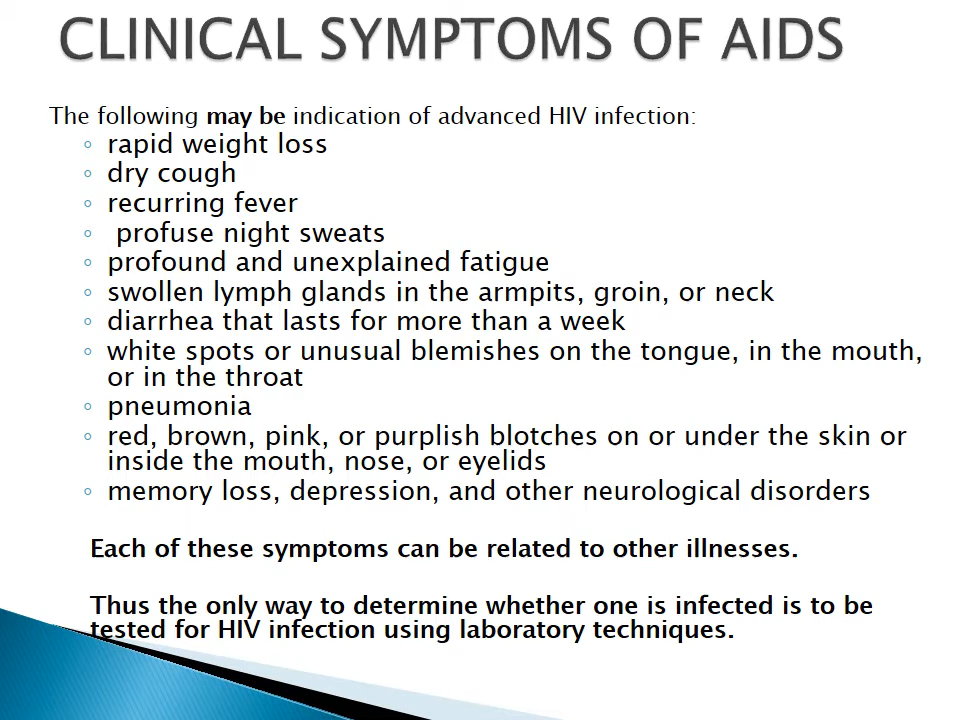 CLINICAL SYMPTOMS OF AIDS
The following may be indication of advanced HIV infection:
◦ rapid weight loss
◦ dry cough
◦ recurring fever
◦ profuse night sweats
◦ profound and unexplained fatigue
◦ swollen lymph glands in the armpits, groin, or neck
◦ diarrhea that lasts for more than a week
◦ white spots or unusual blemishes on the tongue, in the mouth,
or in the throat
◦ pneumonia
◦ red, brown, pink, or purplish blotches on or under the skin or
inside the mouth, nose, or eyelids
◦ memory loss, depression, and other neurological disorders
Each of these symptoms can be related to other illnesses.
Thus the only way to determine whether one is infected is to be
tested for HIV infection using laboratory techniques.